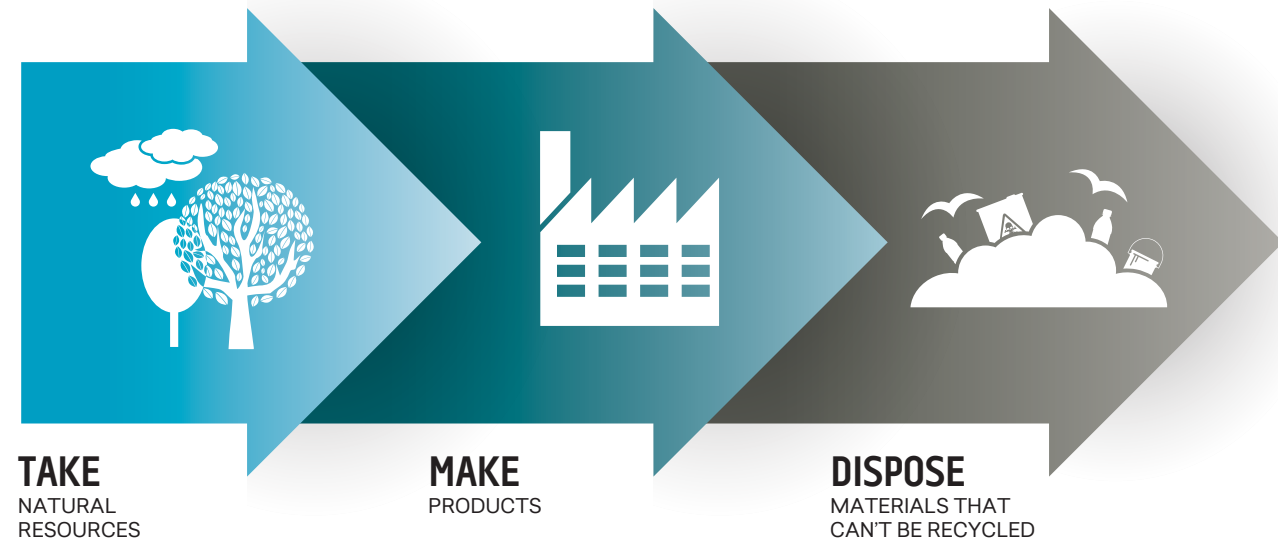 TAKE
NATURAL
RESOURCES
MAKE
PRODUCTS
DISPOSE
MATERIALS THAT
CAN'T BE RECYCLED